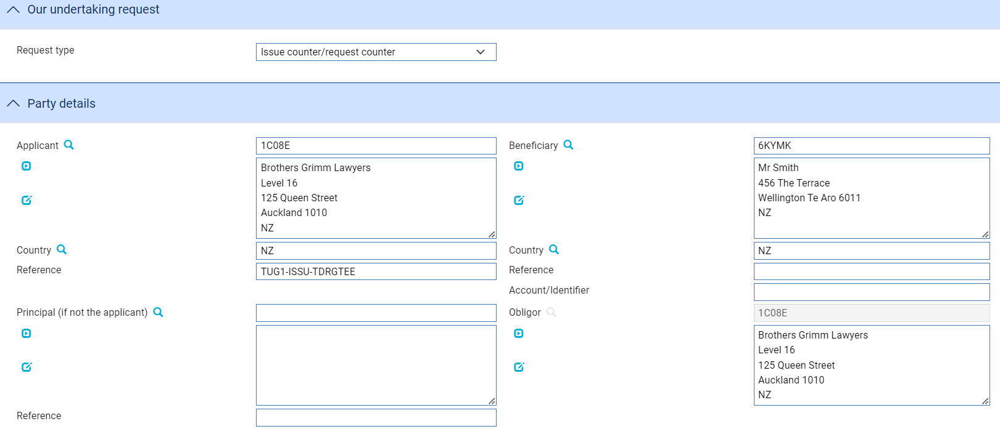 Our undertaking request
Request type
Issue counter/request counter
Party details
Applicant
1C08E
Brothers Grimm Lawyers
Level 16
125 Queen Street
Auckland 1010
NZ
Beneficiary
6KYMK
Mr Smith
456 The Terrace
Wellington Te Aro 6011
NZ
Country
NZ
Country
NZ
Reference
TUG1-ISSU-TDRGTEE
Reference
Account/Identifier
Principal (if not the applicant)
Obligor
1C08E
Brothers Grimm Lawyers
Level 16
125 Queen Street
Auckland 1010
NZ
Reference